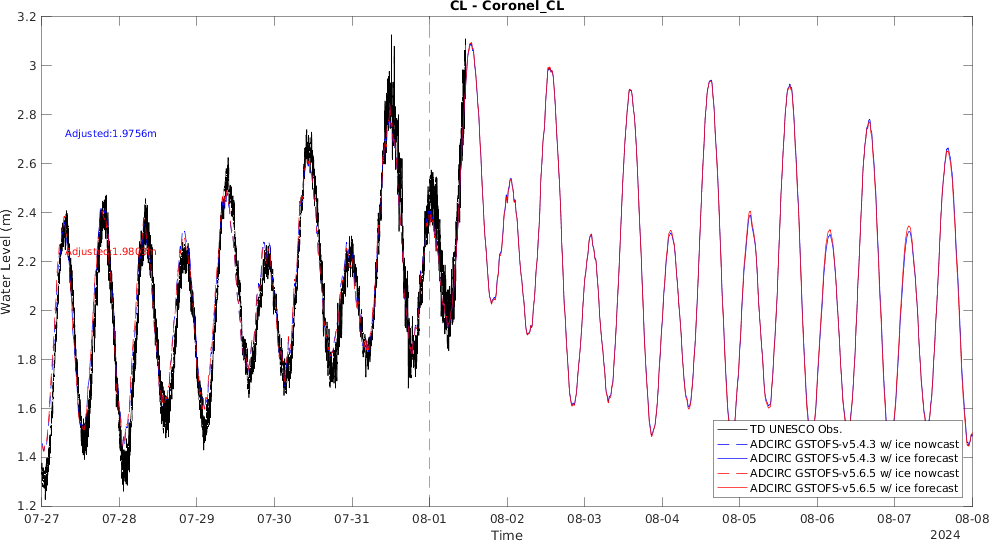 CL - Coronel_CL
3.2
3
2.8
2.6
2.4
2.2
2
1.8
1.6
1.4
1.2
Water Level (m)
Adjusted:1.9756m
TD UNESCO Obs.
ADCIRC GSTOFS-v5.4.3 w/ ice nowcast
ADCIRC GSTOFS-v5.4.3 w/ ice forecast
ADCIRC GSTOFS-v5.6.5 w/ ice nowcast
ADCIRC GSTOFS-v5.6.5 w/ ice forecast
07-27 07-28 07-29 07-30 07-31 08-01 08-02 08-03 08-04 08-05 08-06 08-07 08-08
Time
2024